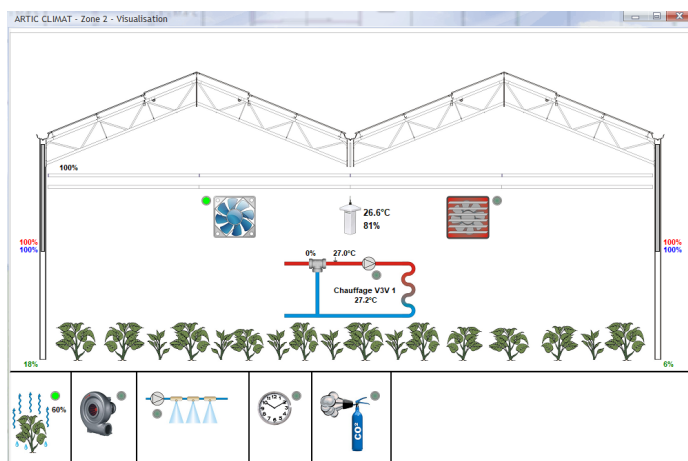 ARTIC CLIMAT - Zone 2 - Visualisation
100%
26.6°C
81%
100%
100%
100%
100%
0%
27.0°C
Chauffage V3V 1
27.2°C
18%
6%
60%
CO²